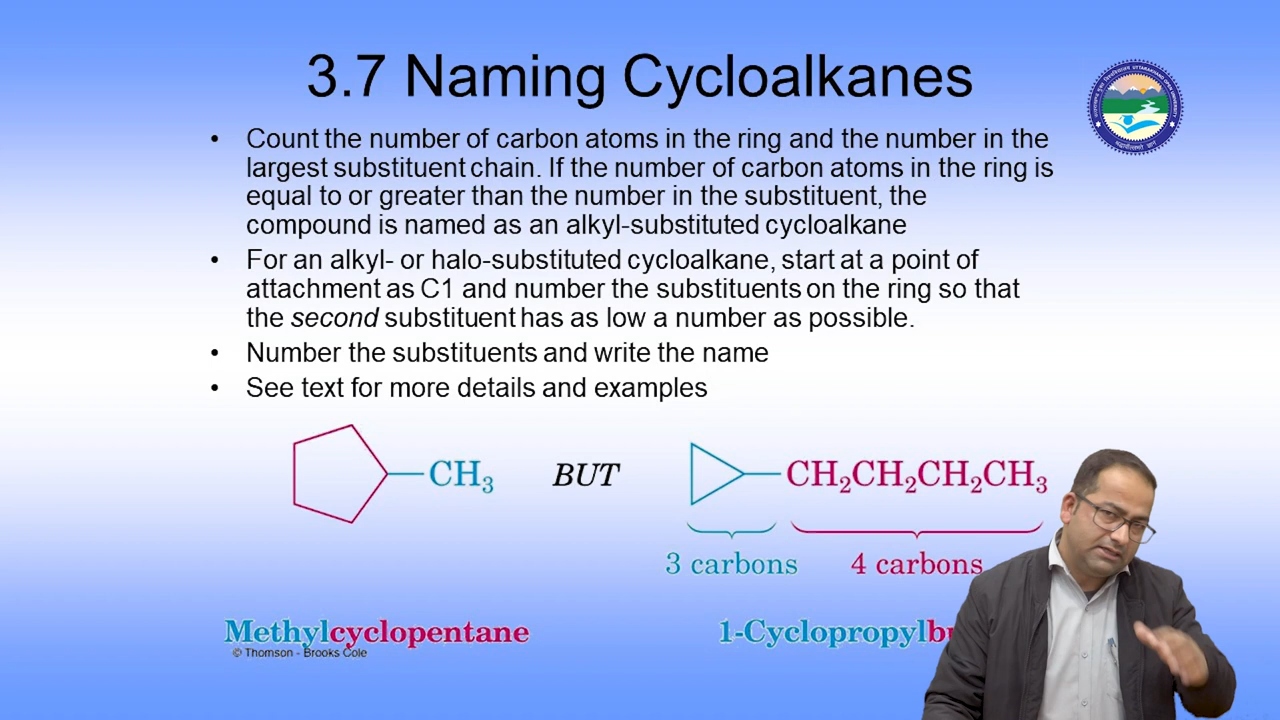 3.7 Naming Cycloalkanes
• Count the number of carbon atoms in the ring and the number in the
largest substituent chain. If the number of carbon atoms in the ring is
equal to or greater than the number in the substituent, the
compound is named as an alkyl-substituted cycloalkane
• For an alkyl- or halo-substituted cycloalkane, start at a point of
attachment as C1 and number the substituents on the ring so that
the second substituent has as low a number as possible.
• Number the substituents and write the name
• See text for more details and examples
CH₃ BUT CH₂CH₂CH₂CH₃
3 carbons 4 carbons
Methylcyclopentane 1-Cyclopropylbu
© Thomson - Brooks Cole